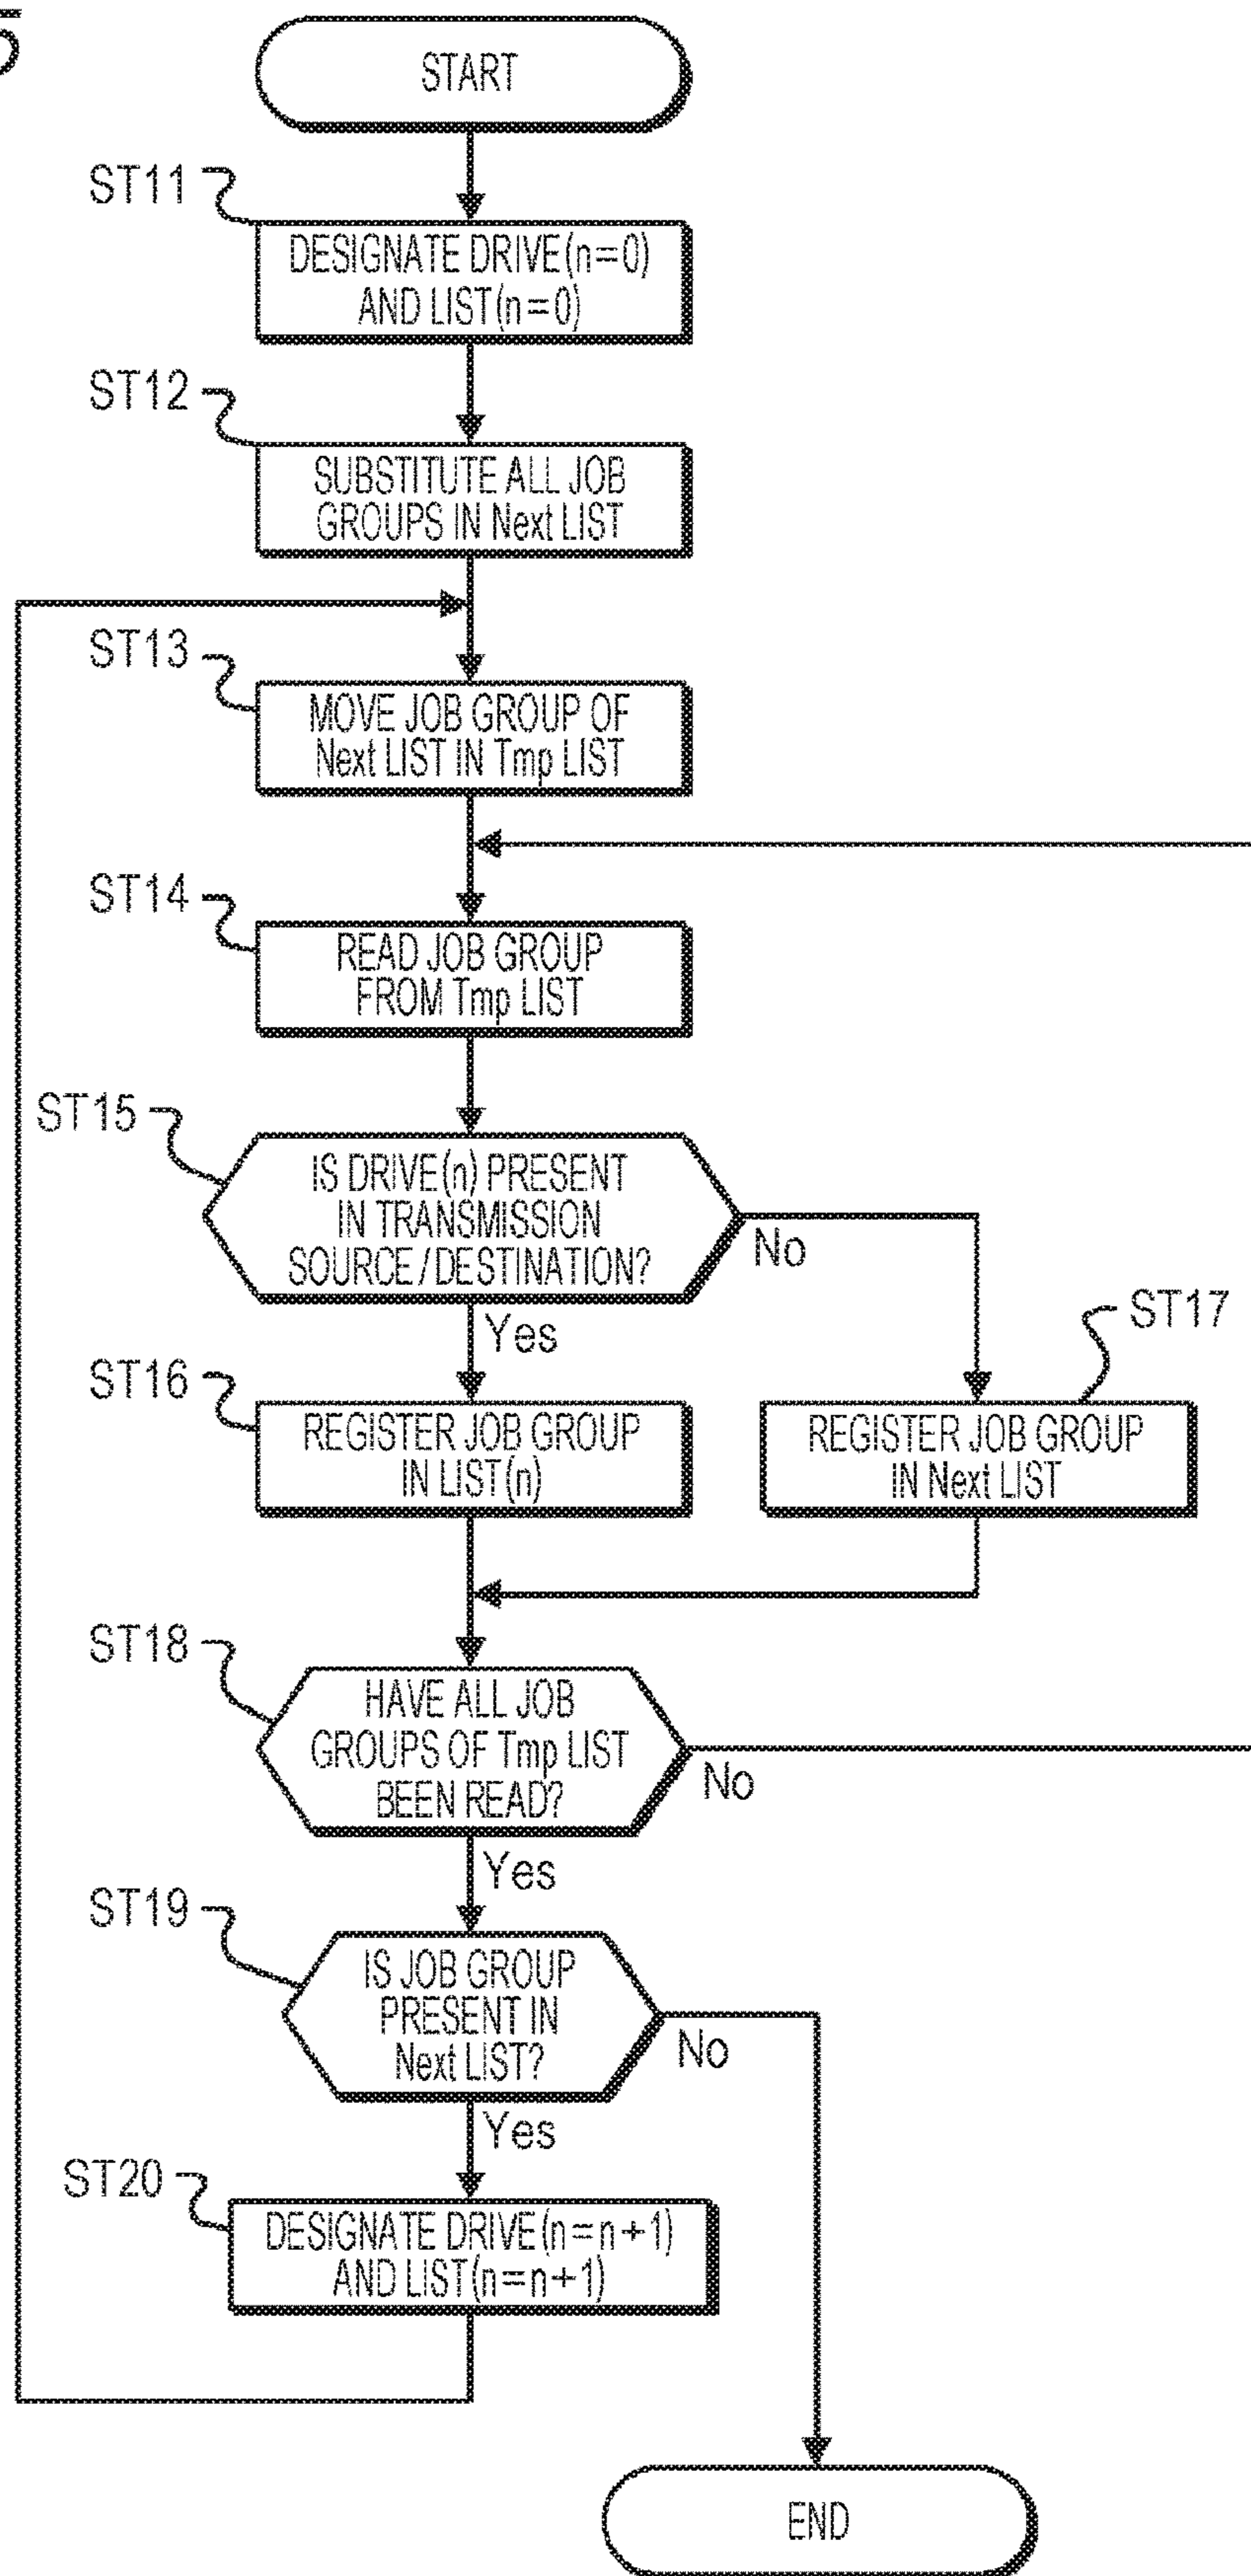 START
ST11
DESIGNATE DRIVE(n=0)
AND LIST(n=0)
ST12
SUBSTITUTE ALL JOB
GROUPS IN Next LIST
ST13
MOVE JOB GROUP OF
Next LIST IN Tmp LIST
ST14
READ JOB GROUP
FROM Tmp LIST
ST15
IS DRIVE(n) PRESENT
IN TRANSMISSION
SOURCE/DESTINATION?
No
Yes
ST17
ST16
REGISTER JOB GROUP
IN LIST(n)
REGISTER JOB GROUP
IN Next LIST
ST18
HAVE ALL JOB
GROUPS OF Tmp LIST
BEEN READ?
No
Yes
ST19
IS JOB GROUP
PRESENT IN
Next LIST?
No
Yes
ST20
DESIGNATE DRIVE(n=n+1)
AND LIST(n=n+1)
END